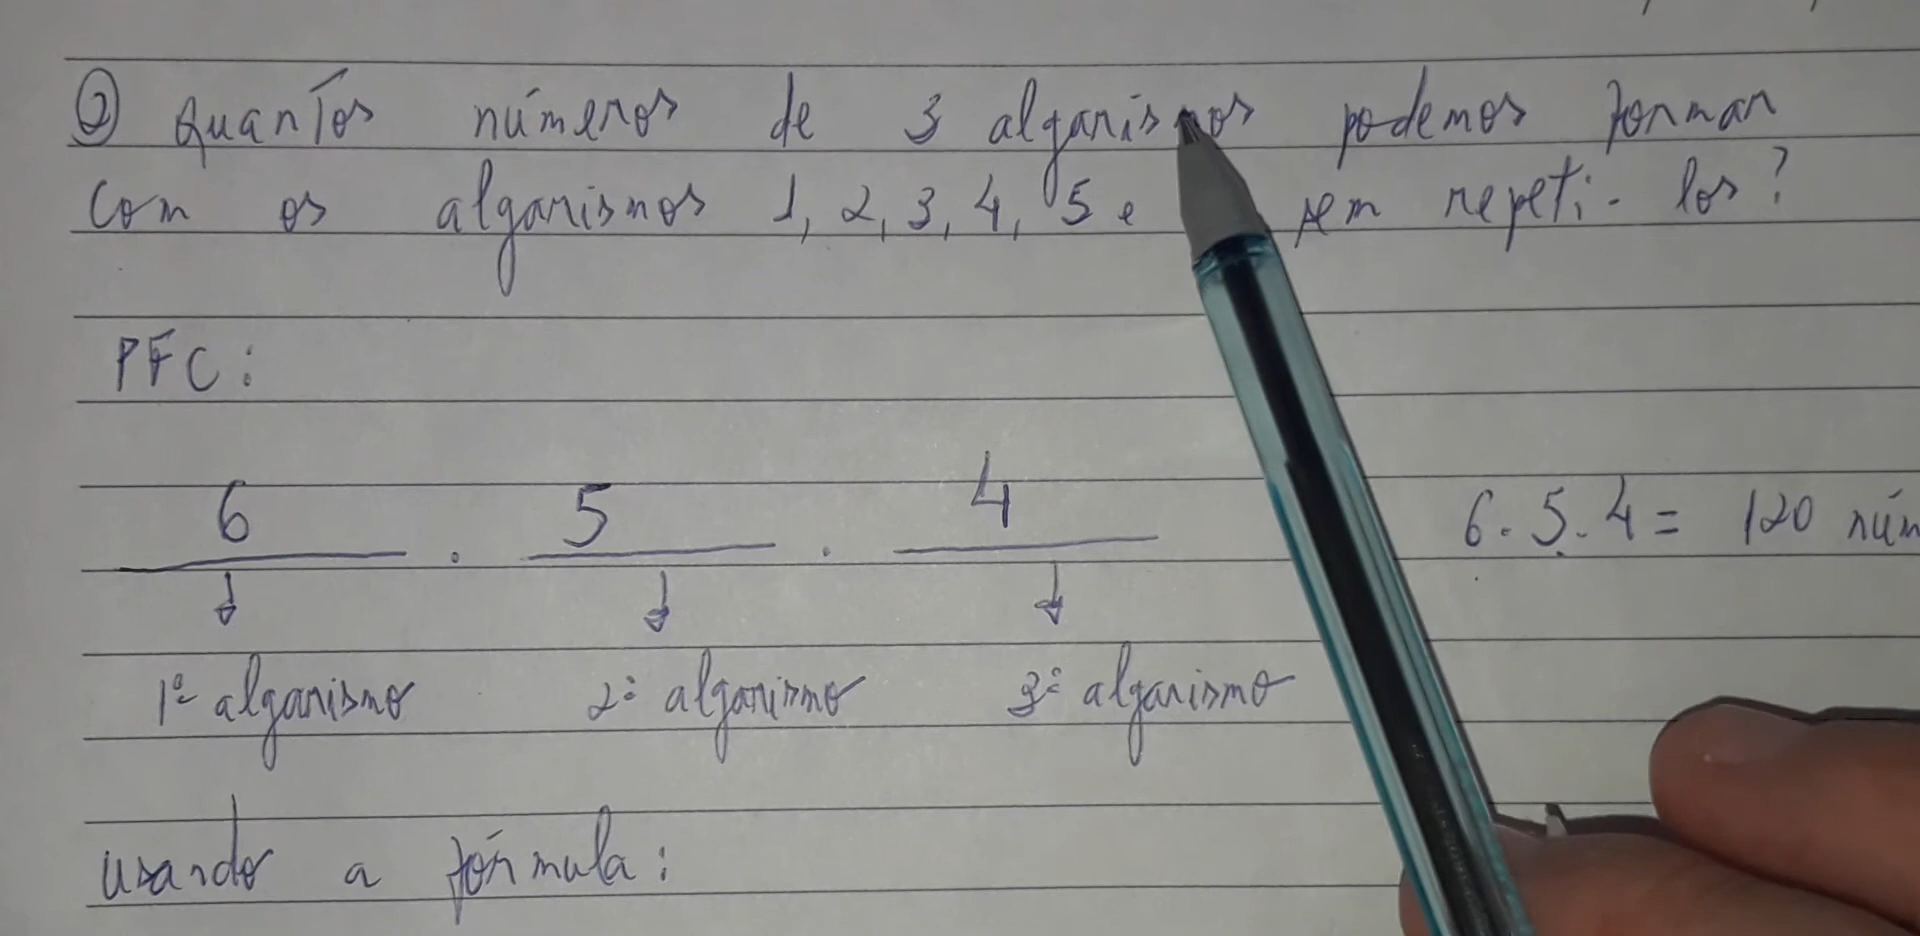 ② Quantos números de 3 algarismos podemos formar
com os algarismos 1, 2, 3, 4, 5 e sem repeti-los?
PFC:
6 . 5 . 4 6.5.4 = 120 núm
1º algarismo 2º algarismo 3º algarismo
usando a fórmula: